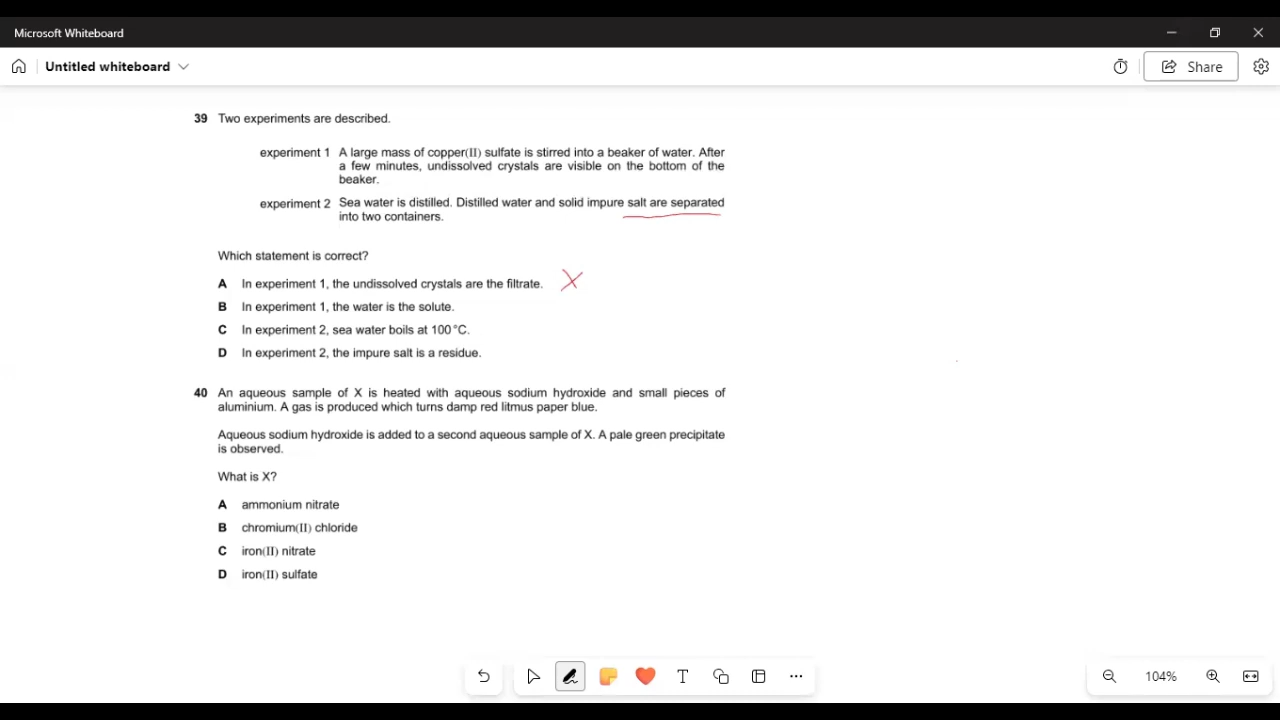 Microsoft Whiteboard
Untitled whiteboard
Share
39 Two experiments are described.
experiment 1 A large mass of copper(II) sulfate is stirred into a beaker of water. After
a few minutes, undissolved crystals are visible on the bottom of the
beaker.
experiment 2 Sea water is distilled. Distilled water and solid impure salt are separated
into two containers.
Which statement is correct?
A In experiment 1, the undissolved crystals are the filtrate.
B In experiment 1, the water is the solute.
C In experiment 2, sea water boils at 100 °C.
D In experiment 2, the impure salt is a residue.
40 An aqueous sample of X is heated with aqueous sodium hydroxide and small pieces of
aluminium. A gas is produced which turns damp red litmus paper blue.
Aqueous sodium hydroxide is added to a second aqueous sample of X. A pale green precipitate
is observed.
What is X?
A ammonium nitrate
B chromium(II) chloride
C iron(II) nitrate
D iron(II) sulfate
T
104%